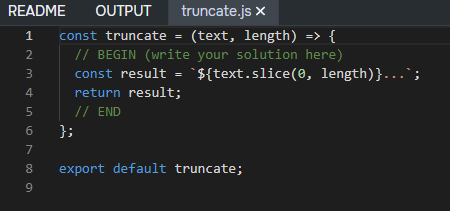 README OUTPUT truncate.js ×
1 const truncate = (text, length) => {
2   // BEGIN (write your solution here)
3   const result = `${text.slice(0, length)}...`;
4   return result;
5   // END
6 };
7
8 export default truncate;
9